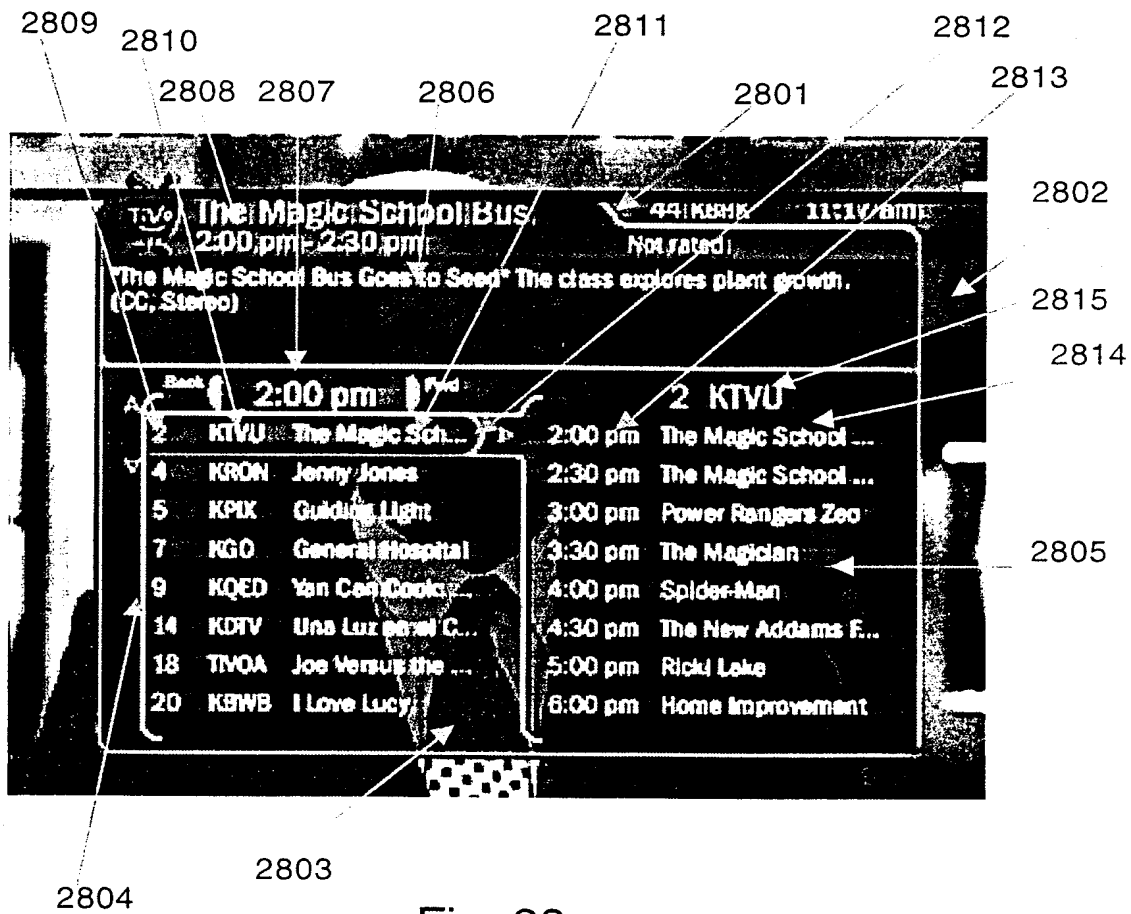 2809
2810
2811
2812
2813
2808 2807 2806 2801
2802
TiVo The Magic School Bus 44 KBHK
2:00 pm - 2:30 pm Not rated
"The Magic School Bus Goes to Seed" The class explores plant growth.
(CC, Stereo)
2815
2814
Back 2:00 pm Fwd 2 KTVU
2 KTVU The Magic Sch... 2:00 pm The Magic School ...
4 KRON Jenny Jones 2:30 pm The Magic School ...
5 KPIX Guiding Light 3:00 pm Power Rangers Zeo
7 KGO General Hospital 3:30 pm The Magician
2805
9 KQED Yan Can Cook: ... 4:00 pm Spider-Man
14 KDTV Una Luz en el C... 4:30 pm The New Addams F...
18 TIVOA Joe Versus the ... 5:00 pm Ricki Lake
20 KBWB I Love Lucy 6:00 pm Home Improvement
2803
2804